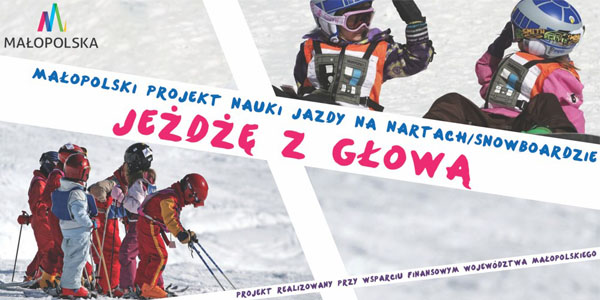 MAŁOPOLSKA
MAŁOPOLSKI PROJEKT NAUKI JAZDY NA NARTACH/SNOWBOARDZIE
JEŻDŻĘ Z GŁOWĄ
PROJEKT REALIZOWANY PRZY WSPARCIU FINANSOWYM WOJEWÓDZTWA MAŁOPOLSKIEGO